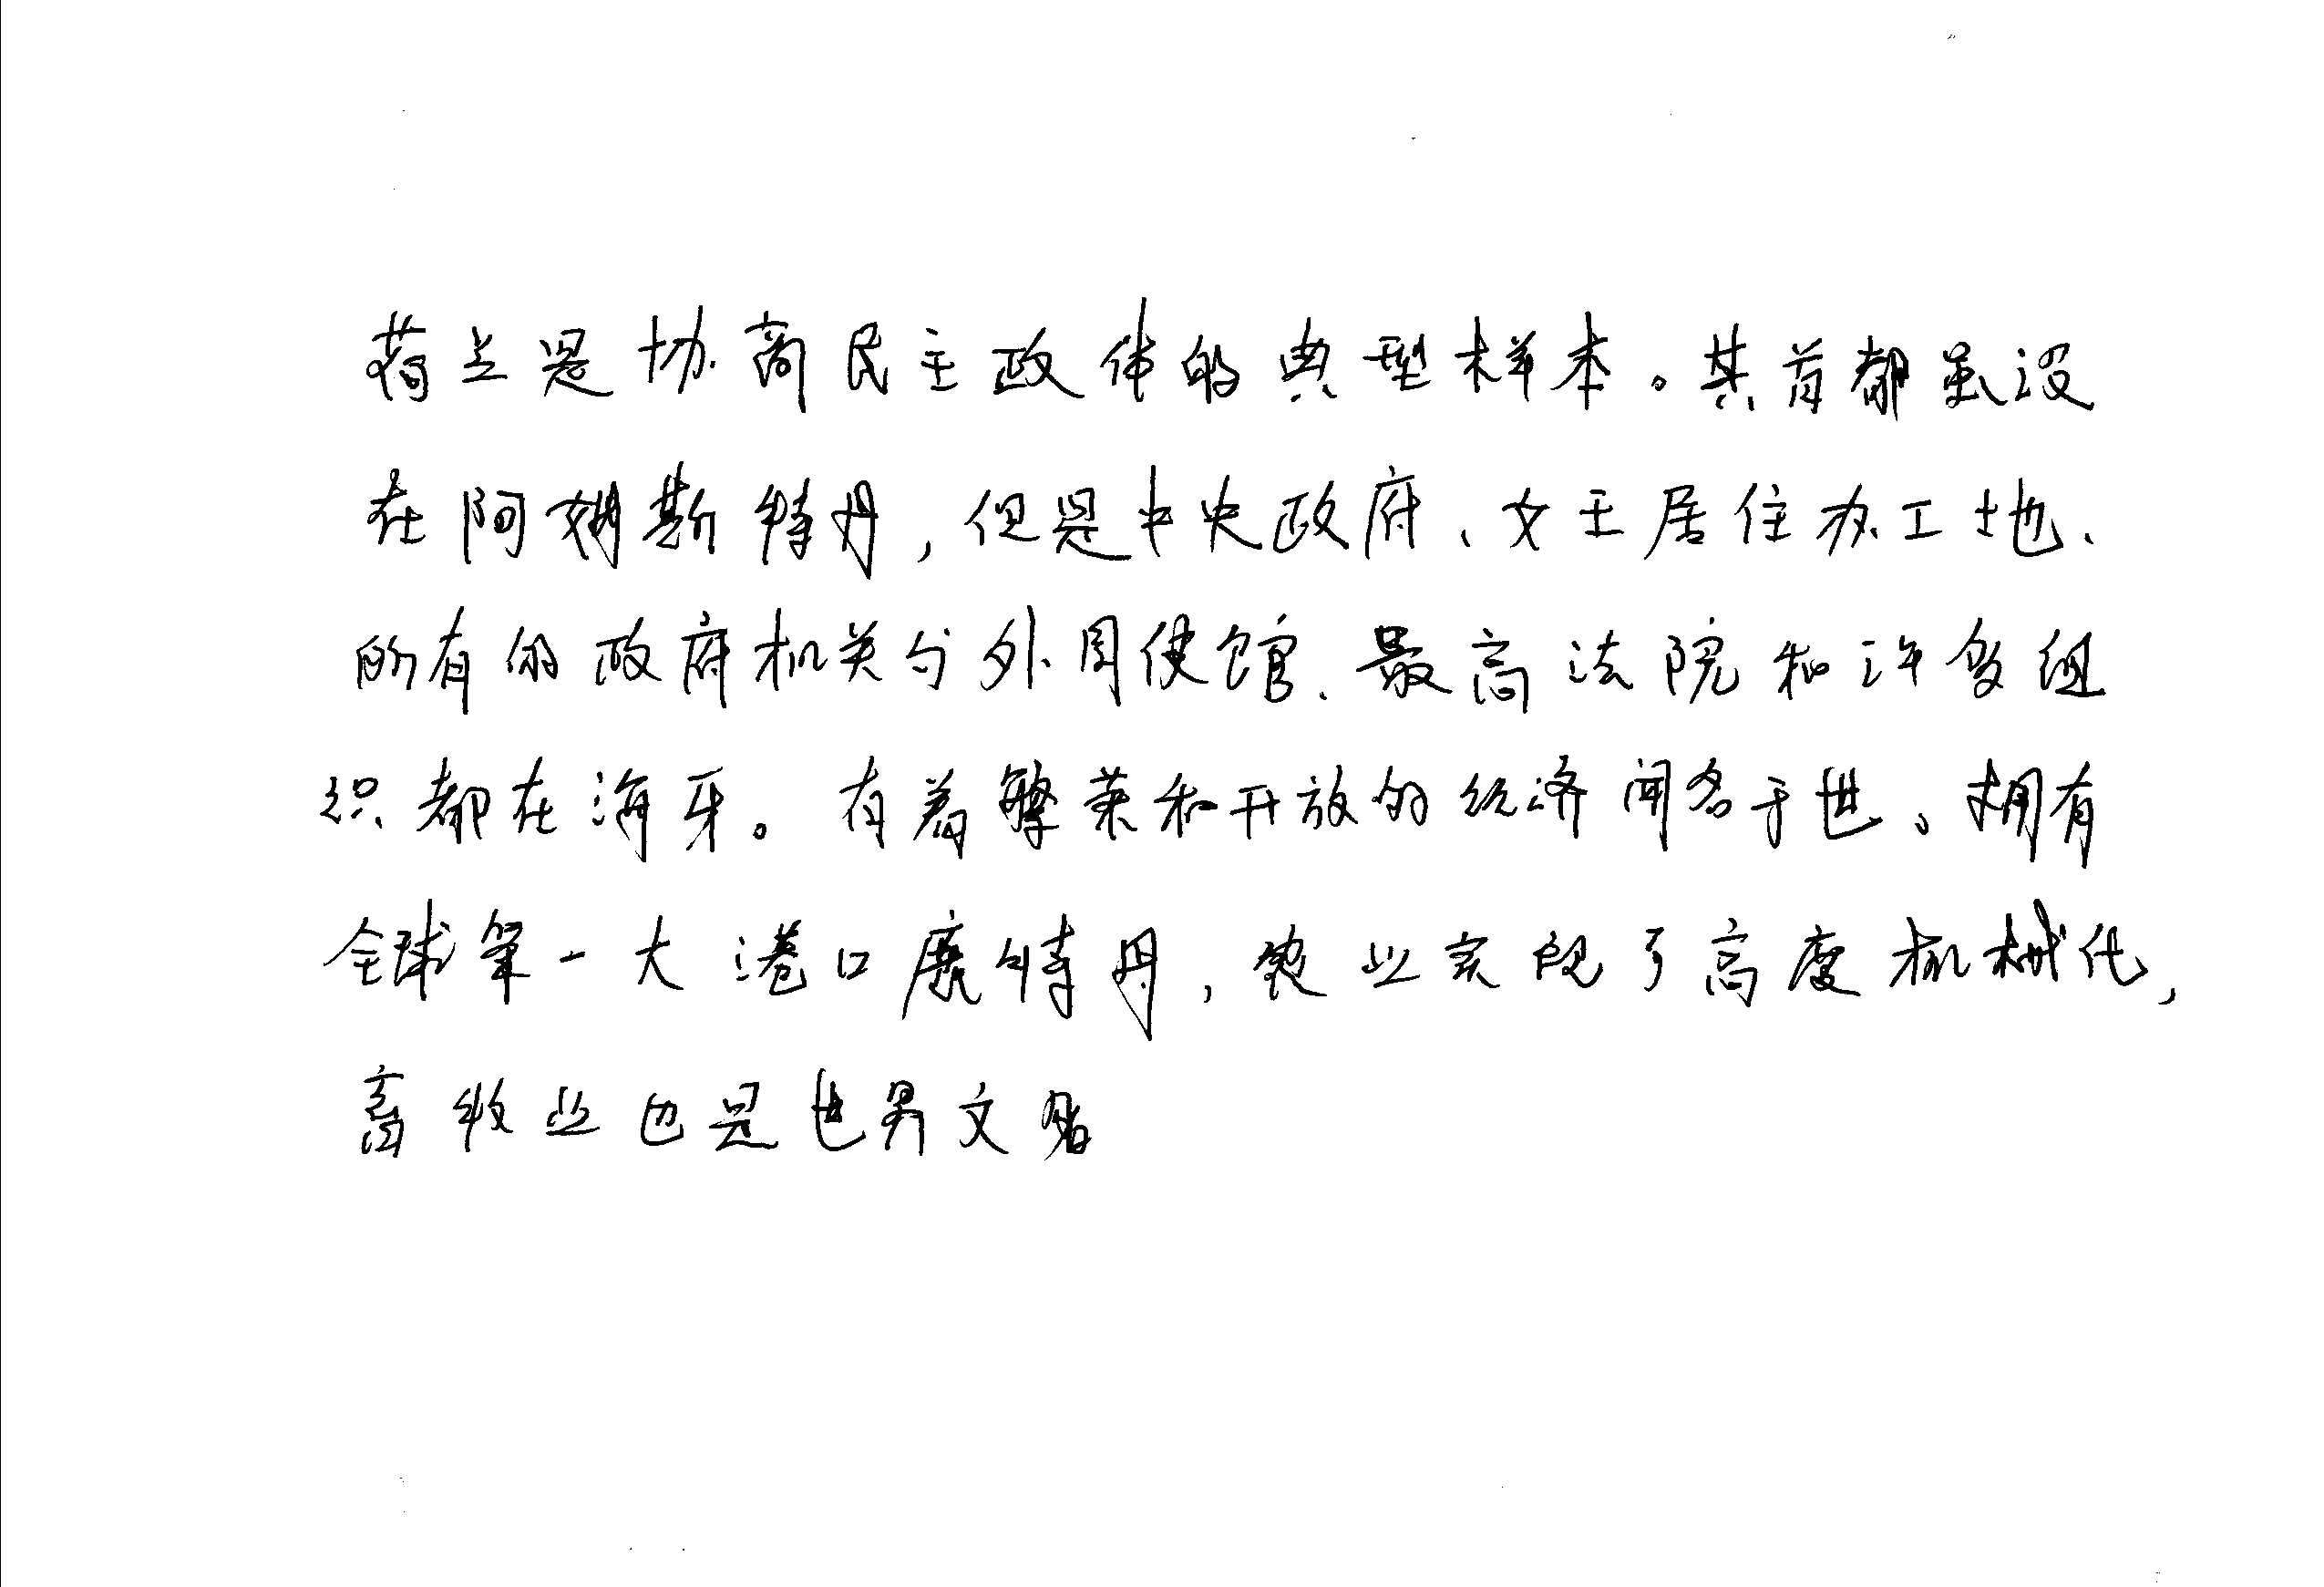 荷兰是协商民主政体的典型样本。其首都虽设
在阿姆斯特丹，但是中央政府、女王居住办工地、
所有的政府机关与外国使馆、最高法院和许多组
织都在海牙。有着繁荣和开放的经济闻名于世。拥有
全球第一大港口鹿特丹，农业实现了高度机械化，
畜牧业也是世界文明